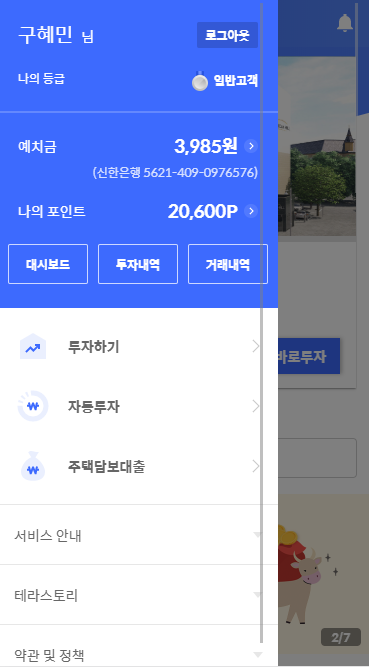 구혜민 님
로그아웃
나의 등급
일반고객
예치금
3,985원
(신한은행 5621-409-0976576)
나의 포인트
20,600P
대시보드
투자내역
거래내역
투자하기
바로투자
자동투자
주택담보대출
서비스 안내
테라스토리
2/7
약관 및 정책